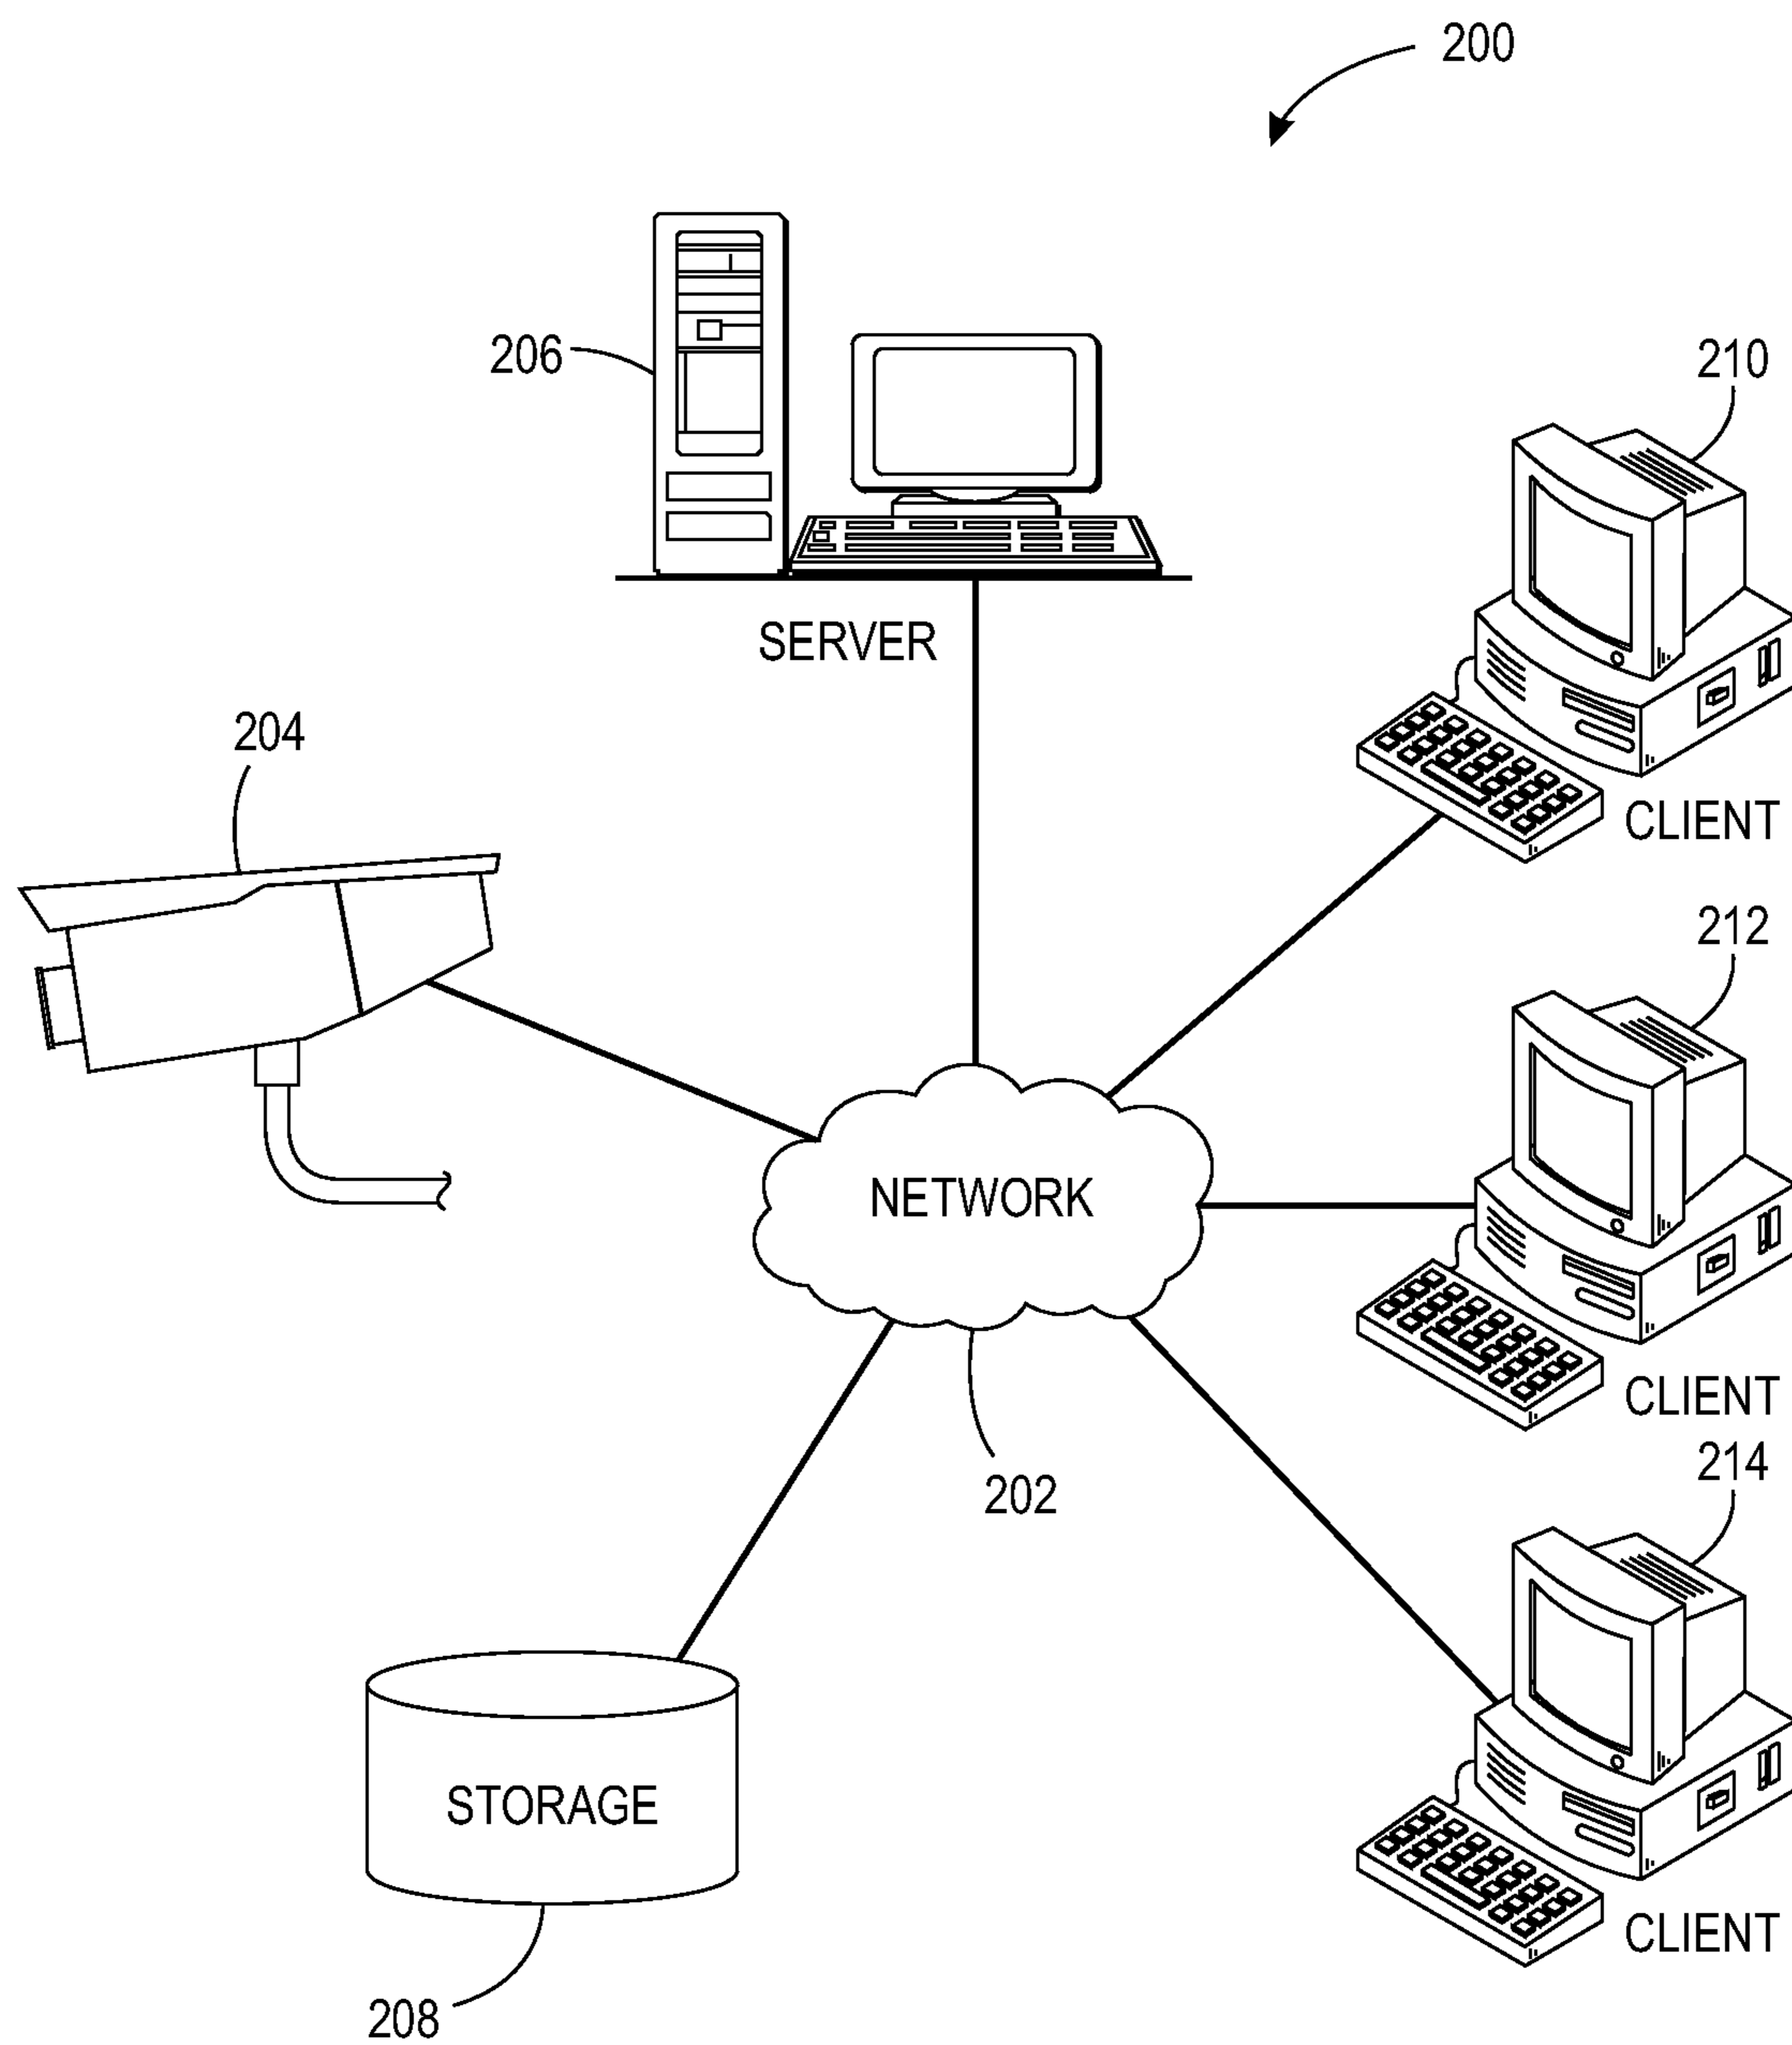 200
206
210
SERVER
204
CLIENT
212
NETWORK
CLIENT
214
202
STORAGE
CLIENT
208